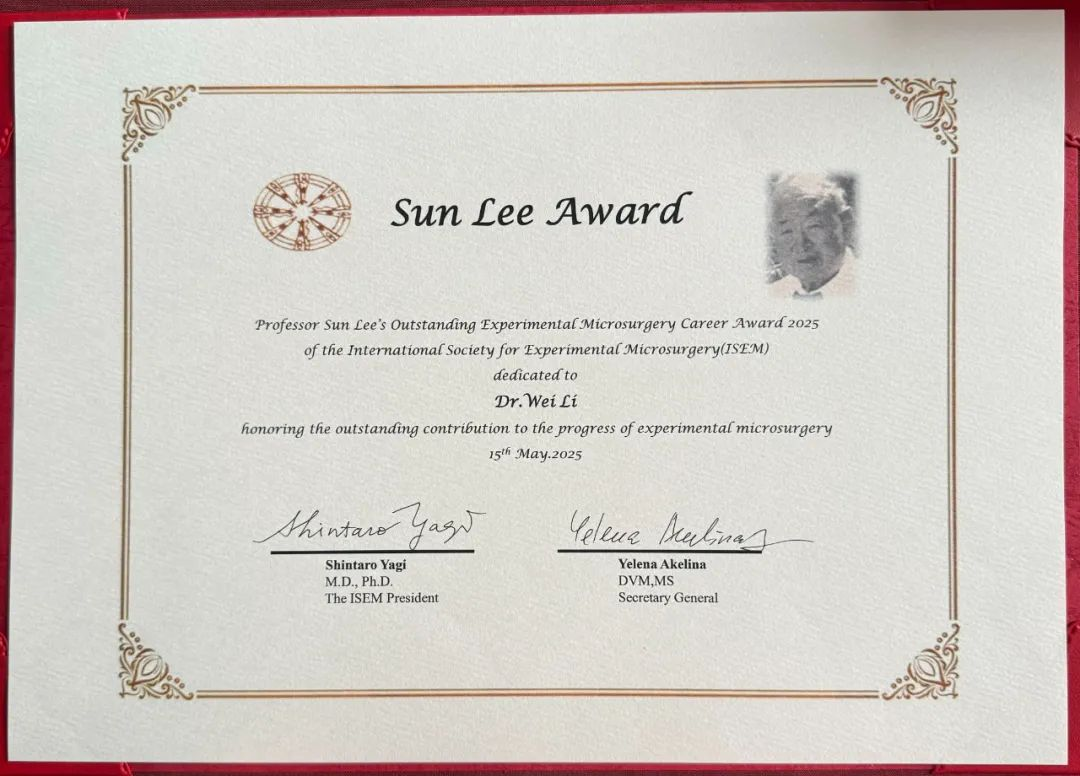 Sun Lee Award
Professor Sun Lee's Outstanding Experimental Microsurgery Career Award 2025
of the International Society for Experimental Microsurgery(ISEM)
dedicated to
Dr.Wei Li
honoring the outstanding contribution to the progress of experimental microsurgery
15th May.2025
Shintaro Yagi
Yelena Akelina
Shintaro Yagi
M.D., Ph.D.
The ISEM President
Yelena Akelina
DVM,MS
Secretary General